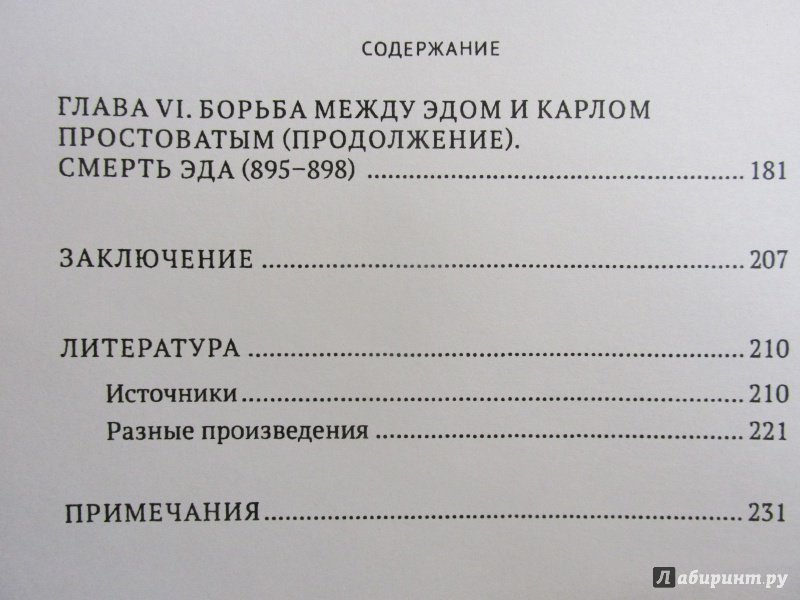 СОДЕРЖАНИЕ
ГЛАВА VI. БОРЬБА МЕЖДУ ЭДОМ И КАРЛОМ
ПРОСТОВАТЫМ (ПРОДОЛЖЕНИЕ).
СМЕРТЬ ЭДА (895–898) ........ 181
ЗАКЛЮЧЕНИЕ ........ 207
ЛИТЕРАТУРА ........ 210
Источники ........ 210
Разные произведения ........ 221
ПРИМЕЧАНИЯ ........ 231
Лабиринт.ру